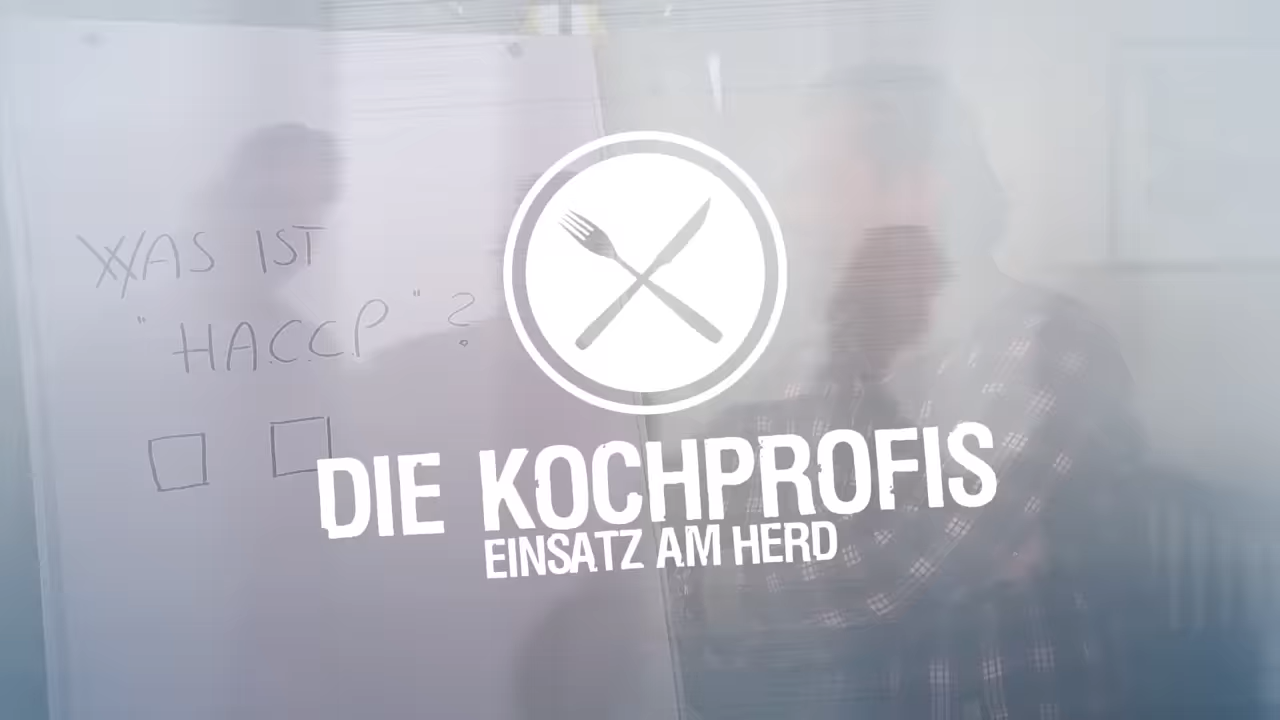 WAS IST
"HACCP"?
DIE KOCHPROFIS
EINSATZ AM HERD